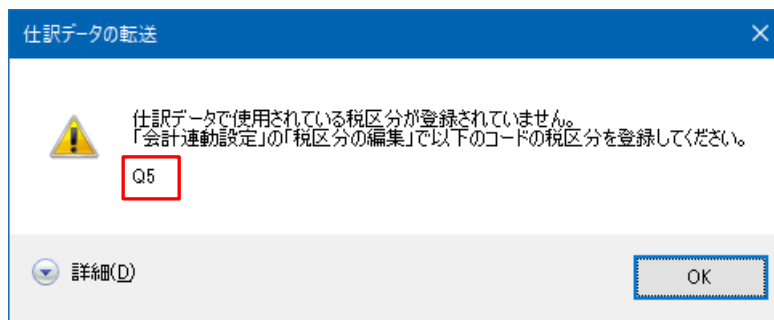 仕訳データの転送
仕訳データで使用されている税区分が登録されていません。
「会計連動設定」の「税区分の編集」で以下のコードの税区分を登録してください。
Q5
詳細(D)
OK